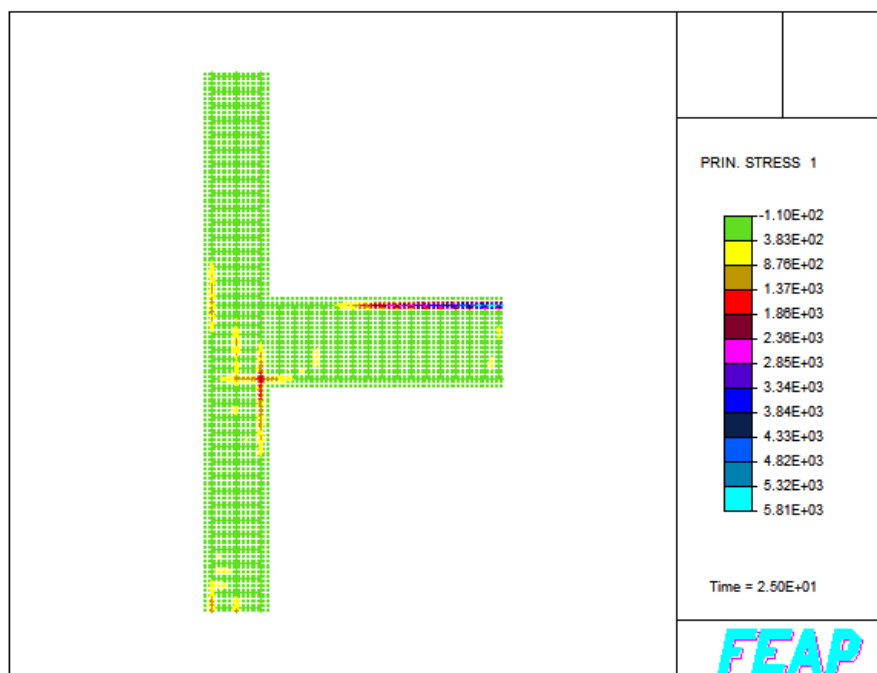 PRIN. STRESS 1
-1.10E+02
3.83E+02
8.76E+02
1.37E+03
1.86E+03
2.36E+03
2.85E+03
3.34E+03
3.84E+03
4.33E+03
4.82E+03
5.32E+03
5.81E+03
Time = 2.50E+01
FEAP